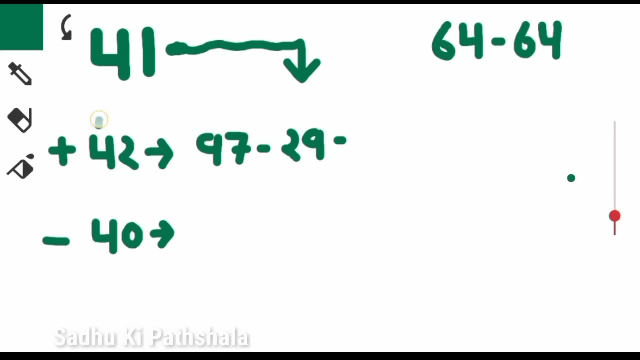 41 → 64-64
+ 42 → 97-29-
- 40 →
Sadhu Ki Pathshala